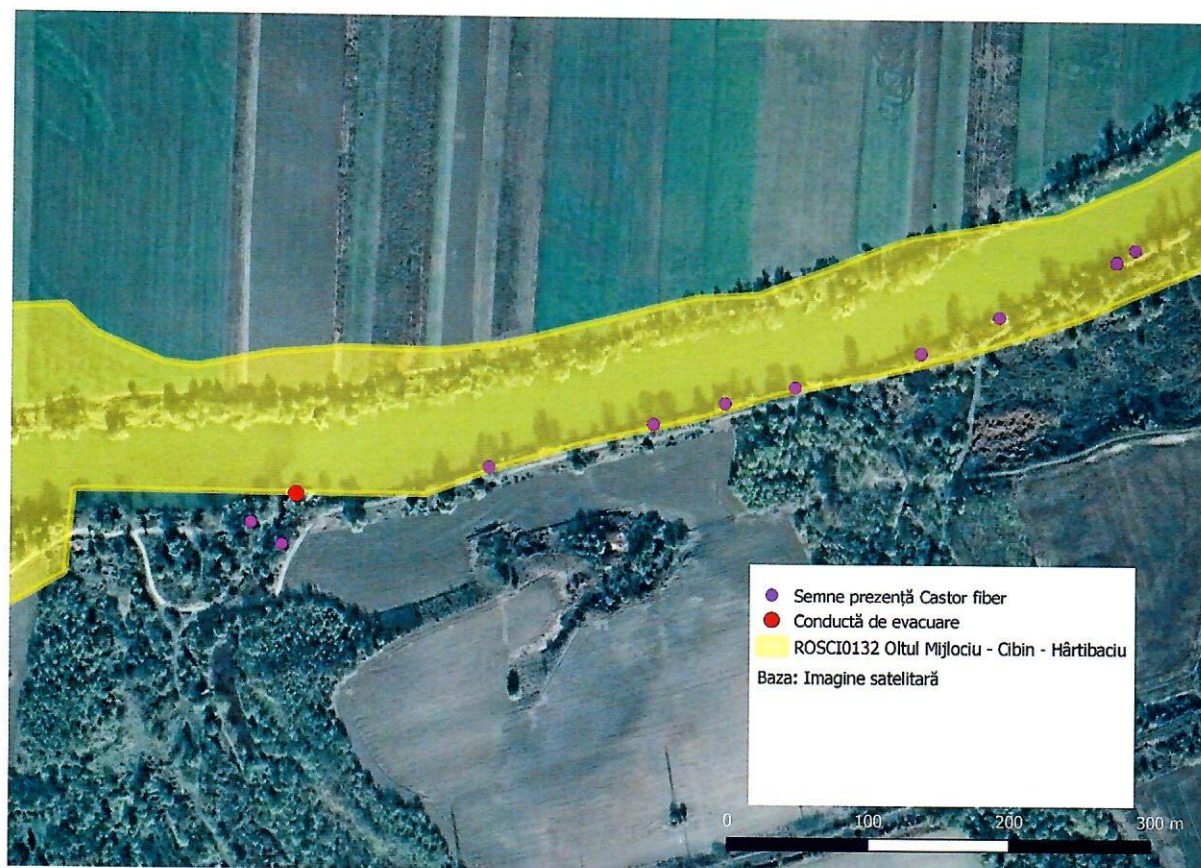 Semne prezență Castor fiber
Conductă de evacuare
ROSCI0132 Oltul Mijlociu - Cibin - Hârtibaciu
Baza: Imagine satelitară
0 100 200 300 m